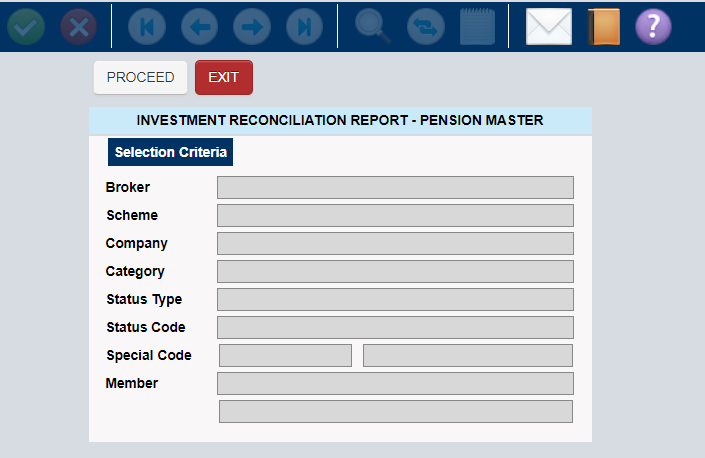 PROCEED EXIT
INVESTMENT RECONCILIATION REPORT - PENSION MASTER
Selection Criteria
Broker
Scheme
Company
Category
Status Type
Status Code
Special Code
Member